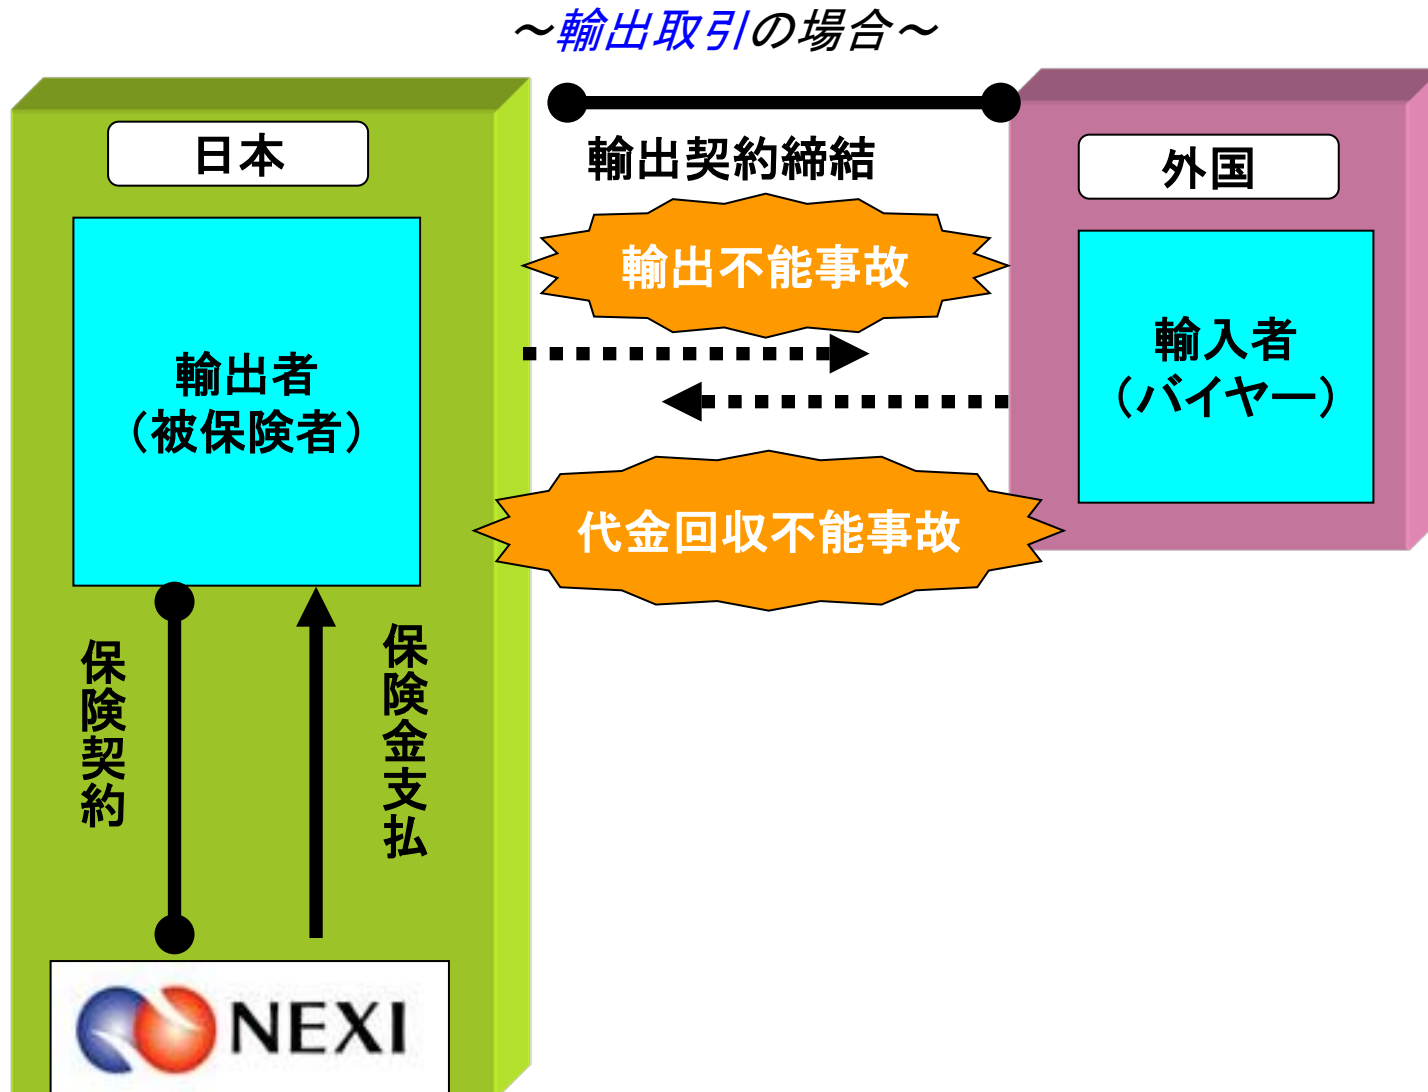 ～輸出取引の場合～
日本
輸出契約締結
外国
輸出不能事故
輸出者
（被保険者）
輸入者
（バイヤー）
代金回収不能事故
保険契約
保険金支払
NEXI